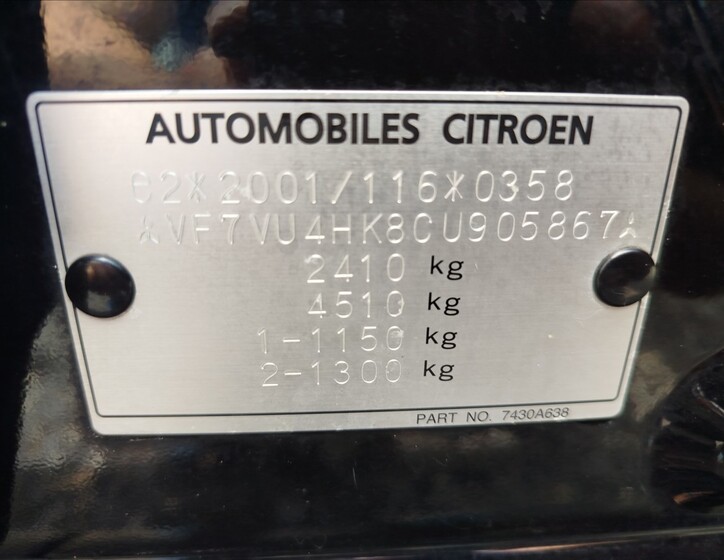 AUTOMOBILES CITROEN
02*2001/116*0358
*VF7VU4HK8CU905867*
2410 kg
4510 kg
1-1150 kg
2-1300 kg
PART NO. 7430A638